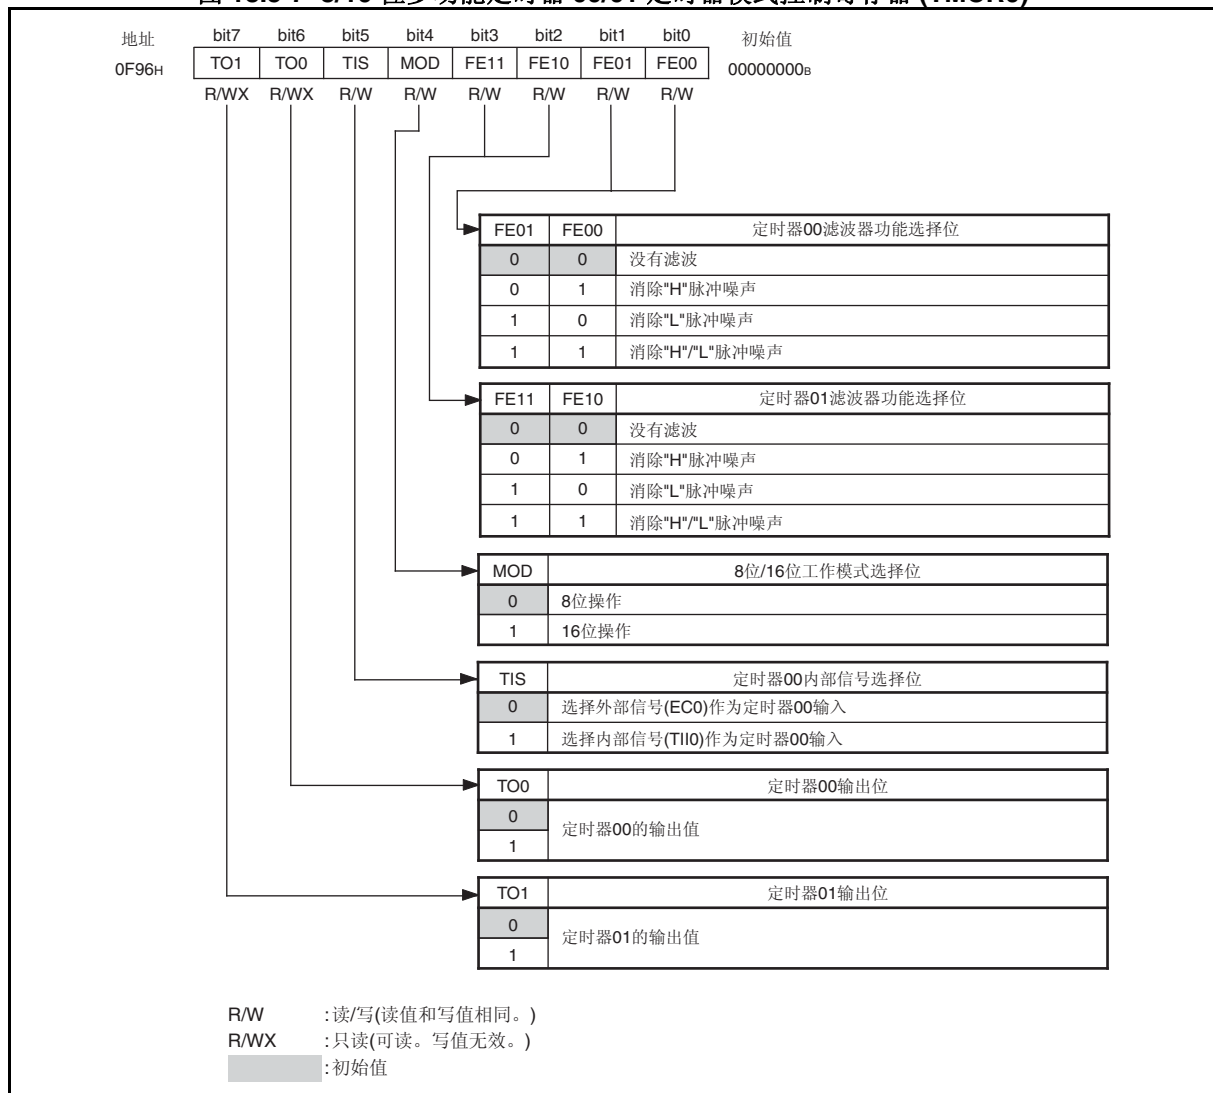 地址 bit7 bit6 bit5 bit4 bit3 bit2 bit1 bit0 初始值
0F96H TO1 TO0 TIS MOD FE11 FE10 FE01 FE00 00000000B
R/WX R/WX R/W R/W R/W R/W R/W R/W
FE01 FE00 定时器00滤波器功能选择位
0 0 没有滤波
0 1 消除"H"脉冲噪声
1 0 消除"L"脉冲噪声
1 1 消除"H"/"L"脉冲噪声
FE11 FE10 定时器01滤波器功能选择位
0 0 没有滤波
0 1 消除"H"脉冲噪声
1 0 消除"L"脉冲噪声
1 1 消除"H"/"L"脉冲噪声
MOD 8位/16位工作模式选择位
0 8位操作
1 16位操作
TIS 定时器00内部信号选择位
0 选择外部信号(EC0)作为定时器00输入
1 选择内部信号(TII0)作为定时器00输入
TO0 定时器00输出位
0
定时器00的输出值
1
TO1 定时器01输出位
0
定时器01的输出值
1
R/W :读/写(读值和写值相同。)
R/WX :只读(可读。写值无效。)
:初始值